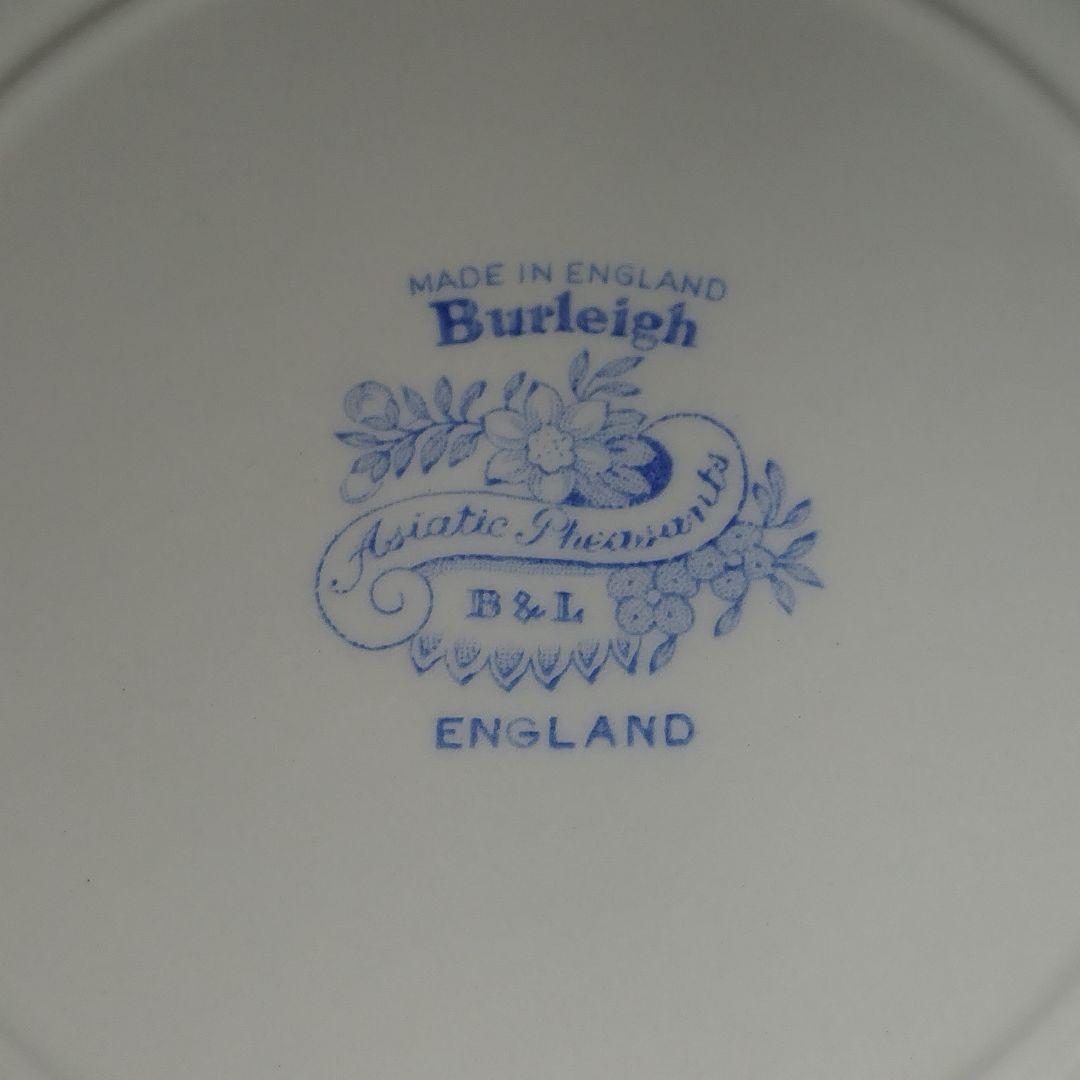 MADE IN ENGLAND
Burleigh
Asiatic Pheasants
B & L
ENGLAND